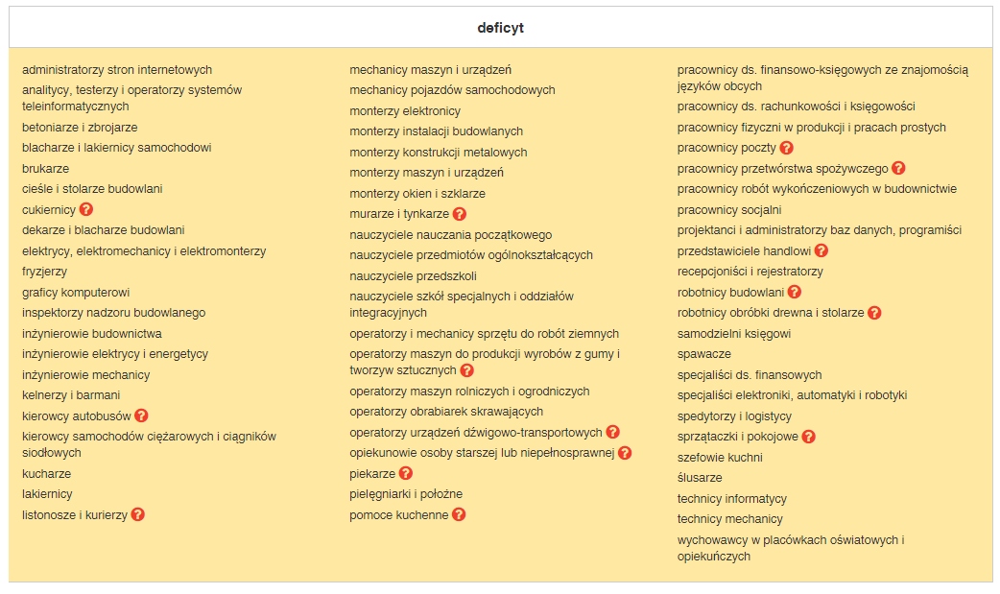 deficyt
administratorzy stron internetowych
analitycy, testerzy i operatorzy systemów
teleinformatycznych
betoniarze i zbrojarze
blacharze i lakiernicy samochodowi
brukarze
cieśle i stolarze budowlani
cukiernicy ?
dekarze i blacharze budowlani
elektrycy, elektromechanicy i elektromonterzy
fryzjerzy
graficy komputerowi
inspektorzy nadzoru budowlanego
inżynierowie budownictwa
inżynierowie elektrycy i energetycy
inżynierowie mechanicy
kelnerzy i barmani
kierowcy autobusów ?
kierowcy samochodów ciężarowych i ciągników
siodłowych
kucharze
lakiernicy
listonosze i kurierzy ?
mechanicy maszyn i urządzeń
mechanicy pojazdów samochodowych
monterzy elektronicy
monterzy instalacji budowlanych
monterzy konstrukcji metalowych
monterzy maszyn i urządzeń
monterzy okien i szklarze
murarze i tynkarze ?
nauczyciele nauczania początkowego
nauczyciele przedmiotów ogólnokształcących
nauczyciele przedszkoli
nauczyciele szkół specjalnych i oddziałów
integracyjnych
operatorzy i mechanicy sprzętu do robót ziemnych
operatorzy maszyn do produkcji wyrobów z gumy i
tworzyw sztucznych ?
operatorzy maszyn rolniczych i ogrodniczych
operatorzy obrabiarek skrawających
operatorzy urządzeń dźwigowo-transportowych ?
opiekunowie osoby starszej lub niepełnosprawnej ?
piekarze ?
pielęgniarki i położne
pomoce kuchenne ?
pracownicy ds. finansowo-księgowych ze znajomością
języków obcych
pracownicy ds. rachunkowości i księgowości
pracownicy fizyczni w produkcji i pracach prostych
pracownicy poczty ?
pracownicy przetwórstwa spożywczego ?
pracownicy robót wykończeniowych w budownictwie
pracownicy socjalni
projektanci i administratorzy baz danych, programiści
przedstawiciele handlowi ?
recepcjoniści i rejestratorzy
robotnicy budowlani ?
robotnicy obróbki drewna i stolarze ?
samodzielni księgowi
spawacze
specjaliści ds. finansowych
specjaliści elektroniki, automatyki i robotyki
spedytorzy i logistycy
sprzątaczki i pokojowe ?
szefowie kuchni
ślusarze
technicy informatycy
technicy mechanicy
wychowawcy w placówkach oświatowych i
opiekuńczych